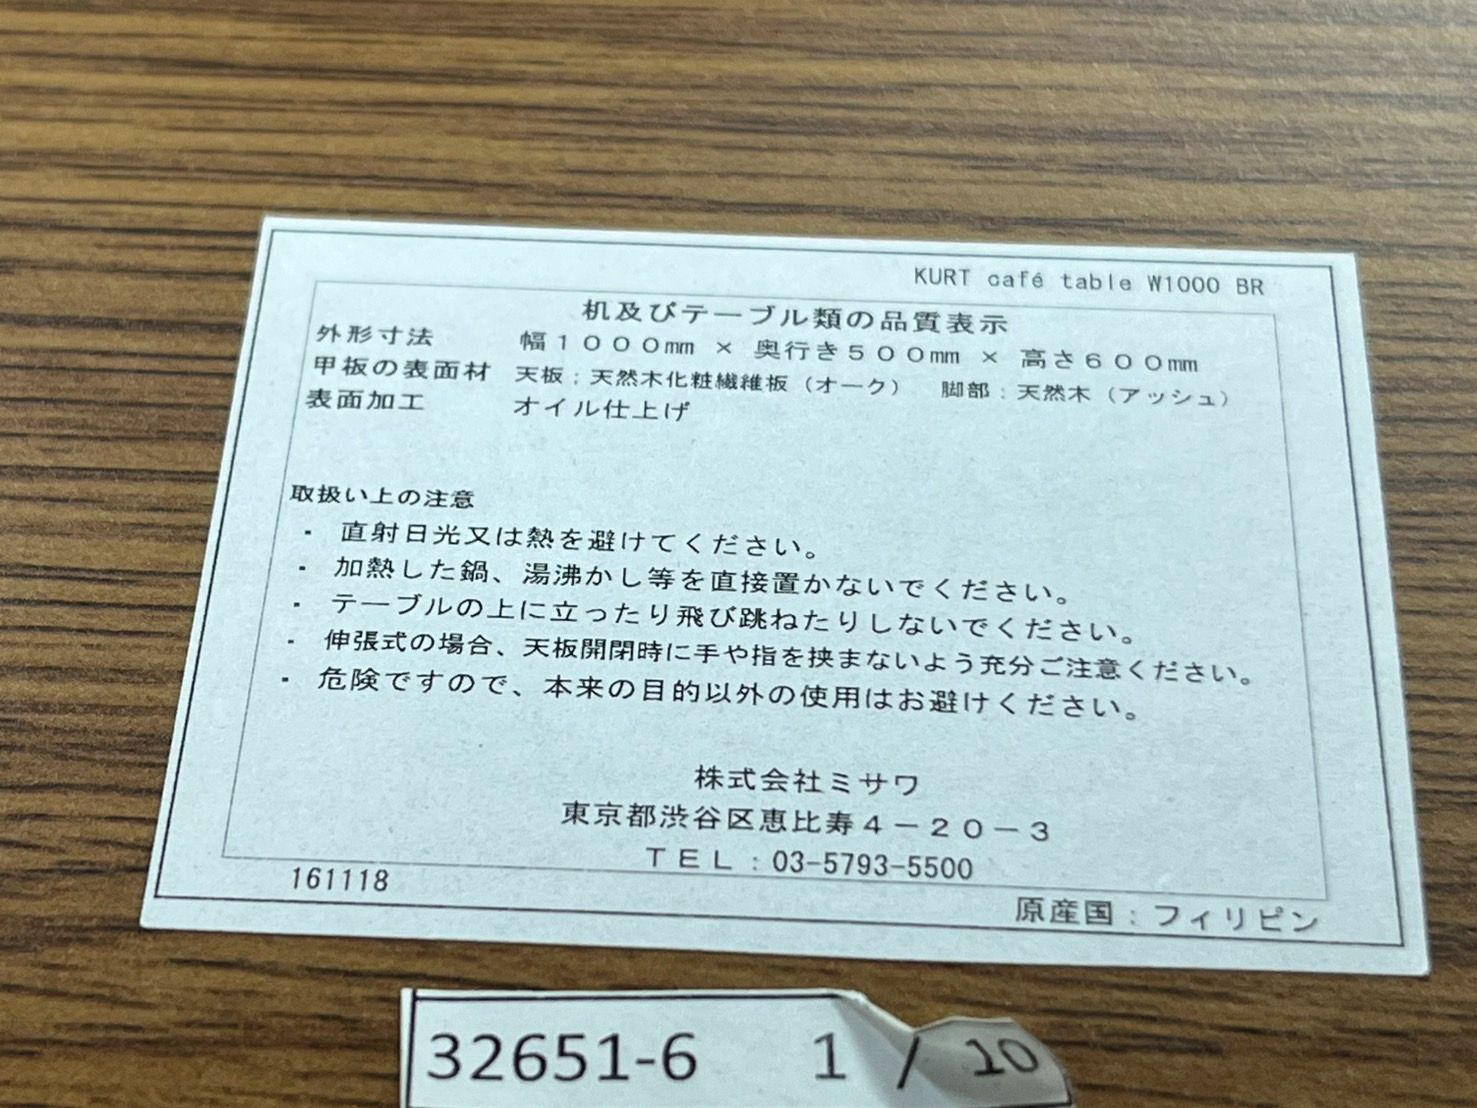 KURT café table W1000 BR
机及びテーブル類の品質表示
外形寸法 幅1000㎜ × 奥行き500㎜ × 高さ600㎜
甲板の表面材 天板；天然木化粧繊維板（オーク） 脚部：天然木（アッシュ）
表面加工 オイル仕上げ
取扱い上の注意
・ 直射日光又は熱を避けてください。
・ 加熱した鍋、湯沸かし等を直接置かないでください。
・ テーブルの上に立ったり飛び跳ねたりしないでください。
・ 伸張式の場合、天板開閉時に手や指を挟まないよう充分ご注意ください。
・ 危険ですので、本来の目的以外の使用はお避けください。
株式会社ミサワ
東京都渋谷区恵比寿4－20－3
ＴＥＬ：03-5793-5500
161118
原産国：フィリピン
32651-6 1 / 10